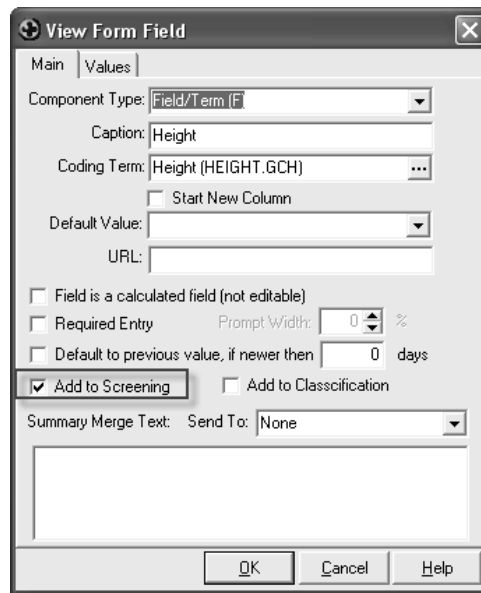 View Form Field
Main Values
Component Type: Field/Term (F)
Caption: Height
Coding Term: Height (HEIGHT.GCH) ...
Start New Column
Default Value:
URL:
Field is a calculated field (not editable)
Required Entry Prompt Width: 0 %
Default to previous value, if newer then 0 days
Add to Screening Add to Classcification
Summary Merge Text: Send To: None
OK Cancel Help